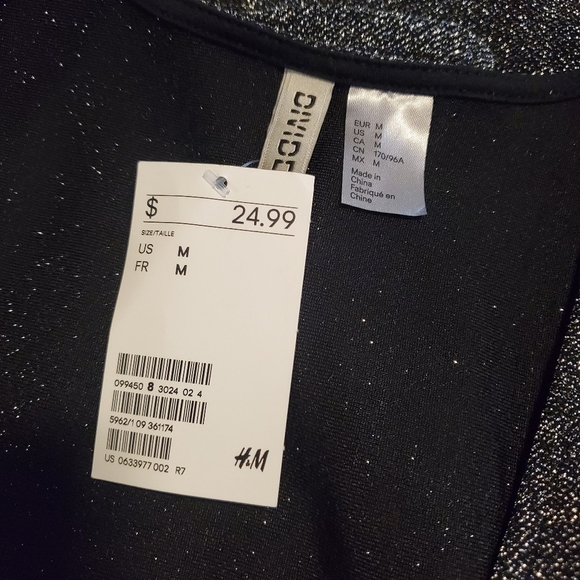 DIVIDE
EUR M
US M
CA M
CN 170/96A
MX M
Made in
China
Fabriqué en
Chine
$ 24.99
SIZE/TAILLE
US M
FR M
099450 8 3024 02 4
5962/1 09 361174
US 0633977 002 R7
H&M